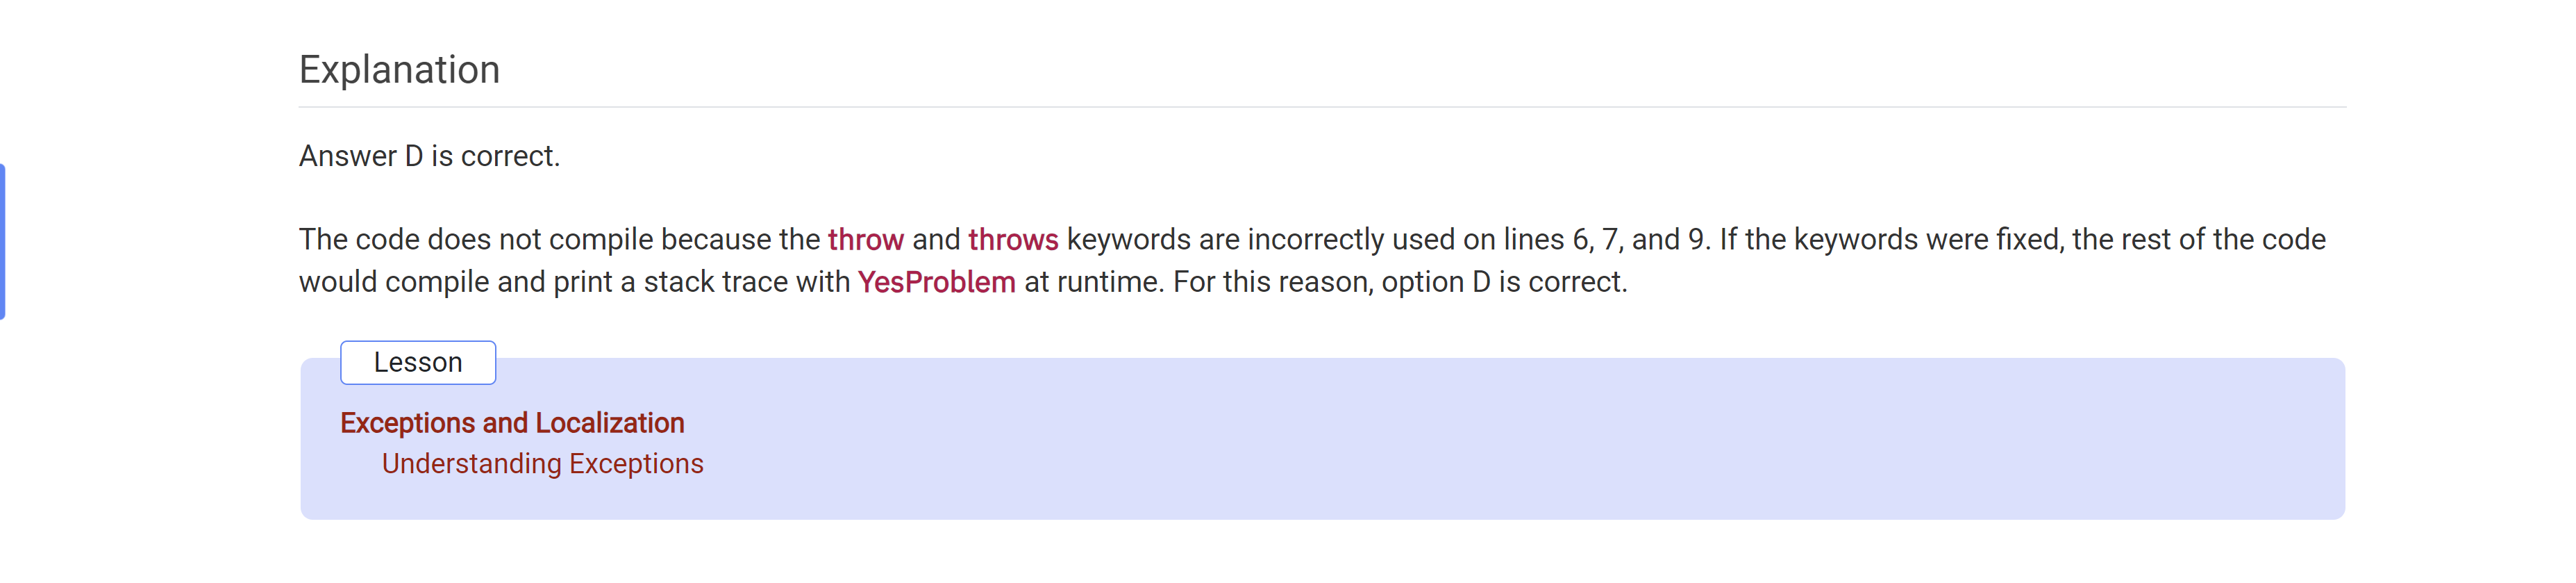 Explanation
Answer D is correct.
The code does not compile because the throw and throws keywords are incorrectly used on lines 6, 7, and 9. If the keywords were fixed, the rest of the code
would compile and print a stack trace with YesProblem at runtime. For this reason, option D is correct.
Lesson
Exceptions and Localization
Understanding Exceptions